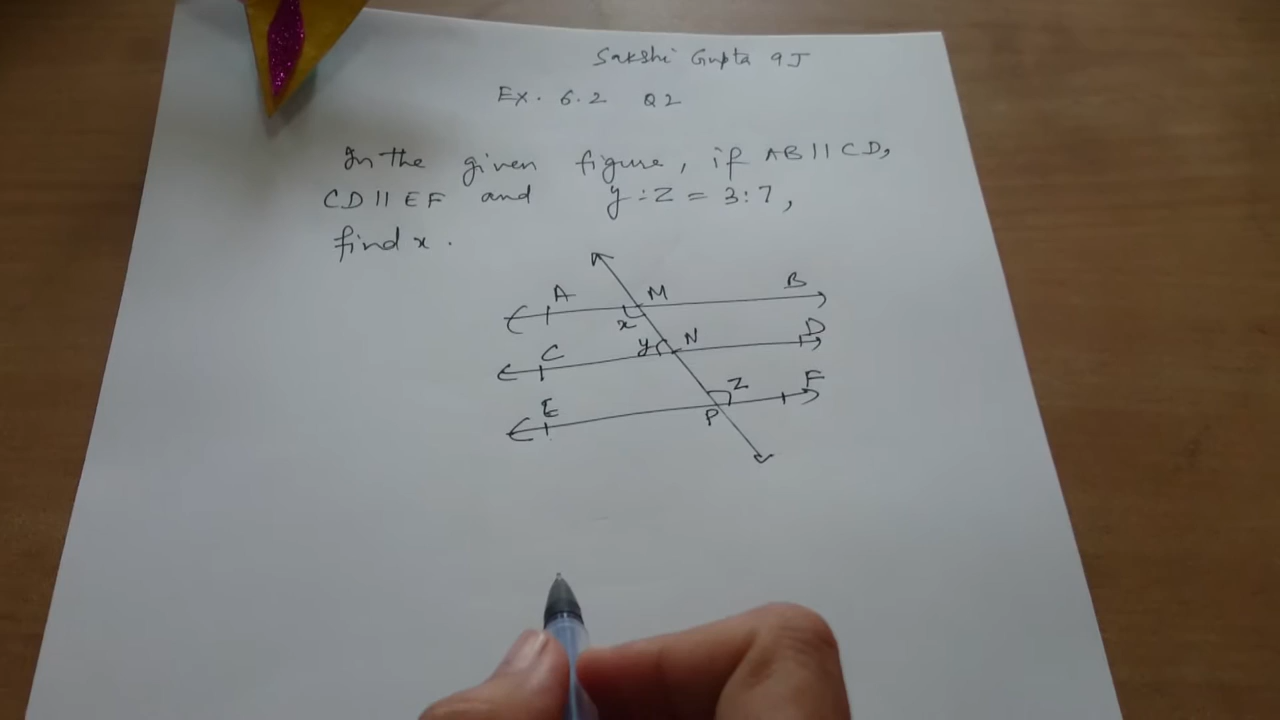 Sakshi Gupta 9J
Ex. 6.2 Q2
In the given figure, if AB || CD,
CD || EF and y : z = 3 : 7,
find x.
A M B
x
C y N D
E z F
P